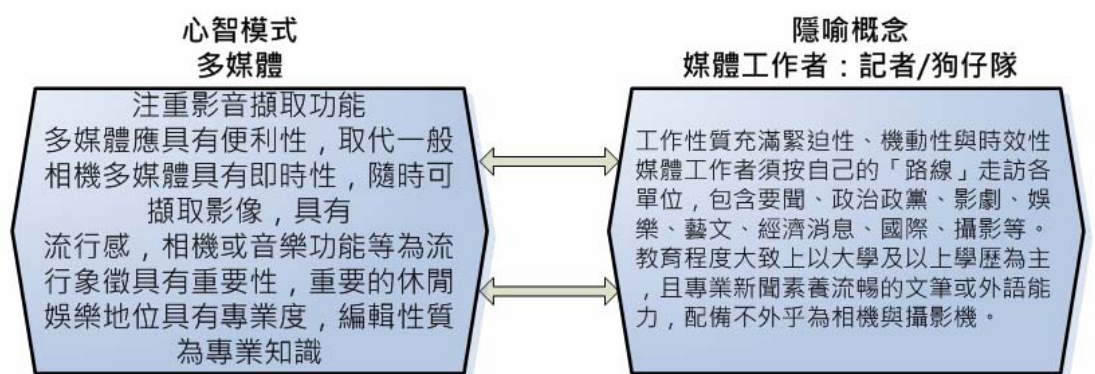 心智模式
多媒體
注重影音擷取功能
多媒體應具有便利性，取代一般
相機多媒體具有即時性，隨時可
擷取影像，具有
流行感，相機或音樂功能等為流
行象徵具有重要性，重要的休閒
娛樂地位具有專業度，編輯性質
為專業知識
隱喻概念
媒體工作者：記者/狗仔隊
工作性質充滿緊迫性、機動性與時效性
媒體工作者須按自己的「路線」走訪各
單位，包含要聞、政治政黨、影劇、娛
樂、藝文、經濟消息、國際、攝影等。
教育程度大致上以大學及以上學歷為主
，且專業新聞素養流暢的文筆或外語能
力，配備不外乎為相機與攝影機。